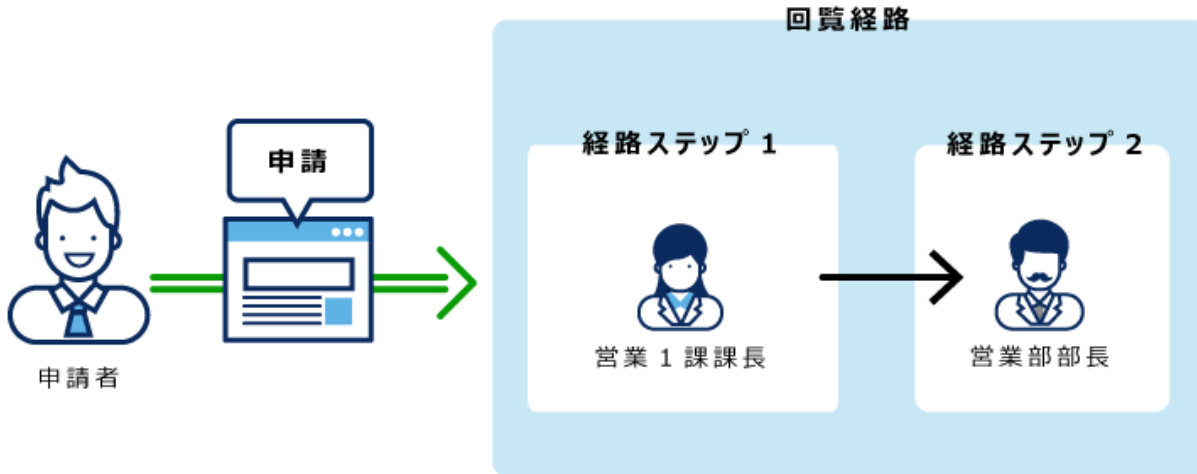 回覧経路
申請
経路ステップ 1
経路ステップ 2
営業 1 課課長
営業部部長
申請者